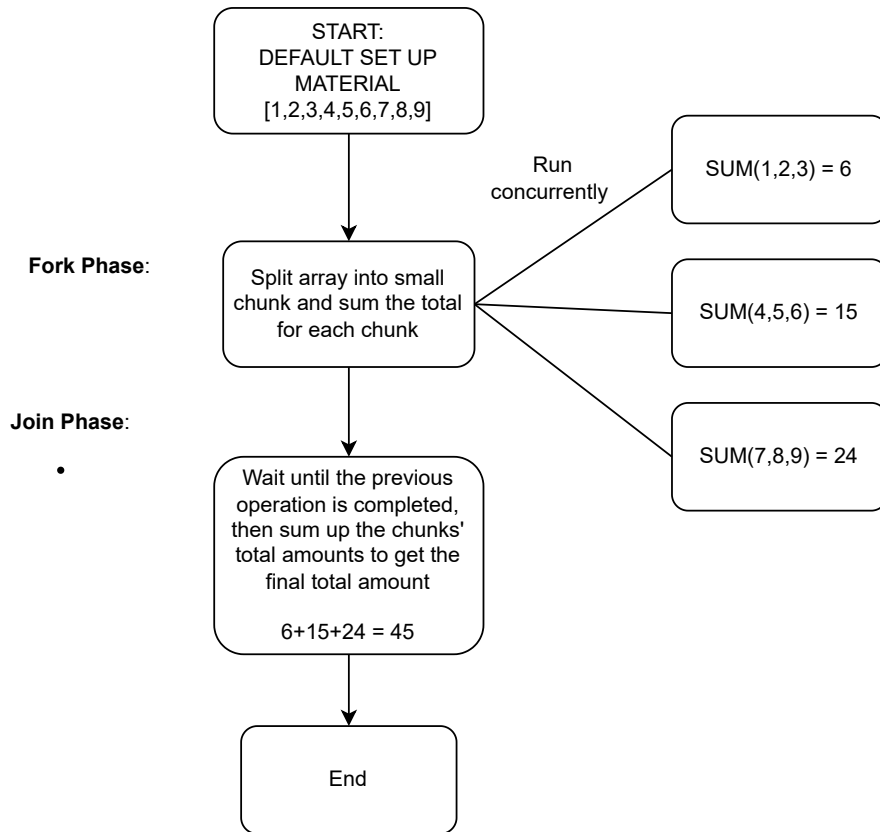 START:
DEFAULT SET UP
MATERIAL
[1,2,3,4,5,6,7,8,9]
Run
concurrently
SUM(1,2,3) = 6
Fork Phase:
Split array into small
chunk and sum the total
for each chunk
SUM(4,5,6) = 15
Join Phase:
•
SUM(7,8,9) = 24
Wait until the previous
operation is completed,
then sum up the chunks'
total amounts to get the
final total amount
6+15+24 = 45
End